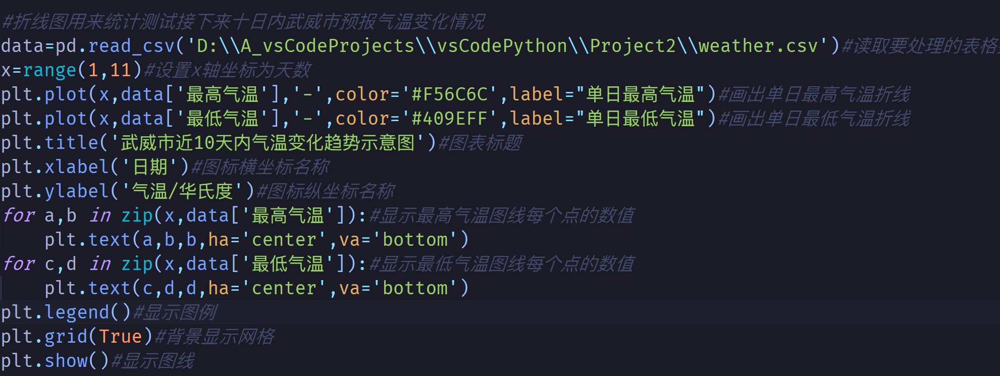 #折线图用来统计测试接下来十日内武威市预报气温变化情况
data=pd.read_csv('D:\\A_vsCodeProjects\\vsCodePython\\Project2\\weather.csv')#读取要处理的表格
x=range(1,11)#设置x轴坐标为天数
plt.plot(x,data['最高气温'],'-',color='#F56C6C',label="单日最高气温")#画出单日最高气温折线
plt.plot(x,data['最低气温'],'-',color='#409EFF',label="单日最低气温")#画出单日最低气温折线
plt.title('武威市近10天内气温变化趋势示意图')#图表标题
plt.xlabel('日期')#图标横坐标名称
plt.ylabel('气温/华氏度')#图标纵坐标名称
for a,b in zip(x,data['最高气温']):#显示最高气温图线每个点的数值
    plt.text(a,b,b,ha='center',va='bottom')
for c,d in zip(x,data['最低气温']):#显示最低气温图线每个点的数值
    plt.text(c,d,d,ha='center',va='bottom')
plt.legend()#显示图例
plt.grid(True)#背景显示网格
plt.show()#显示图线